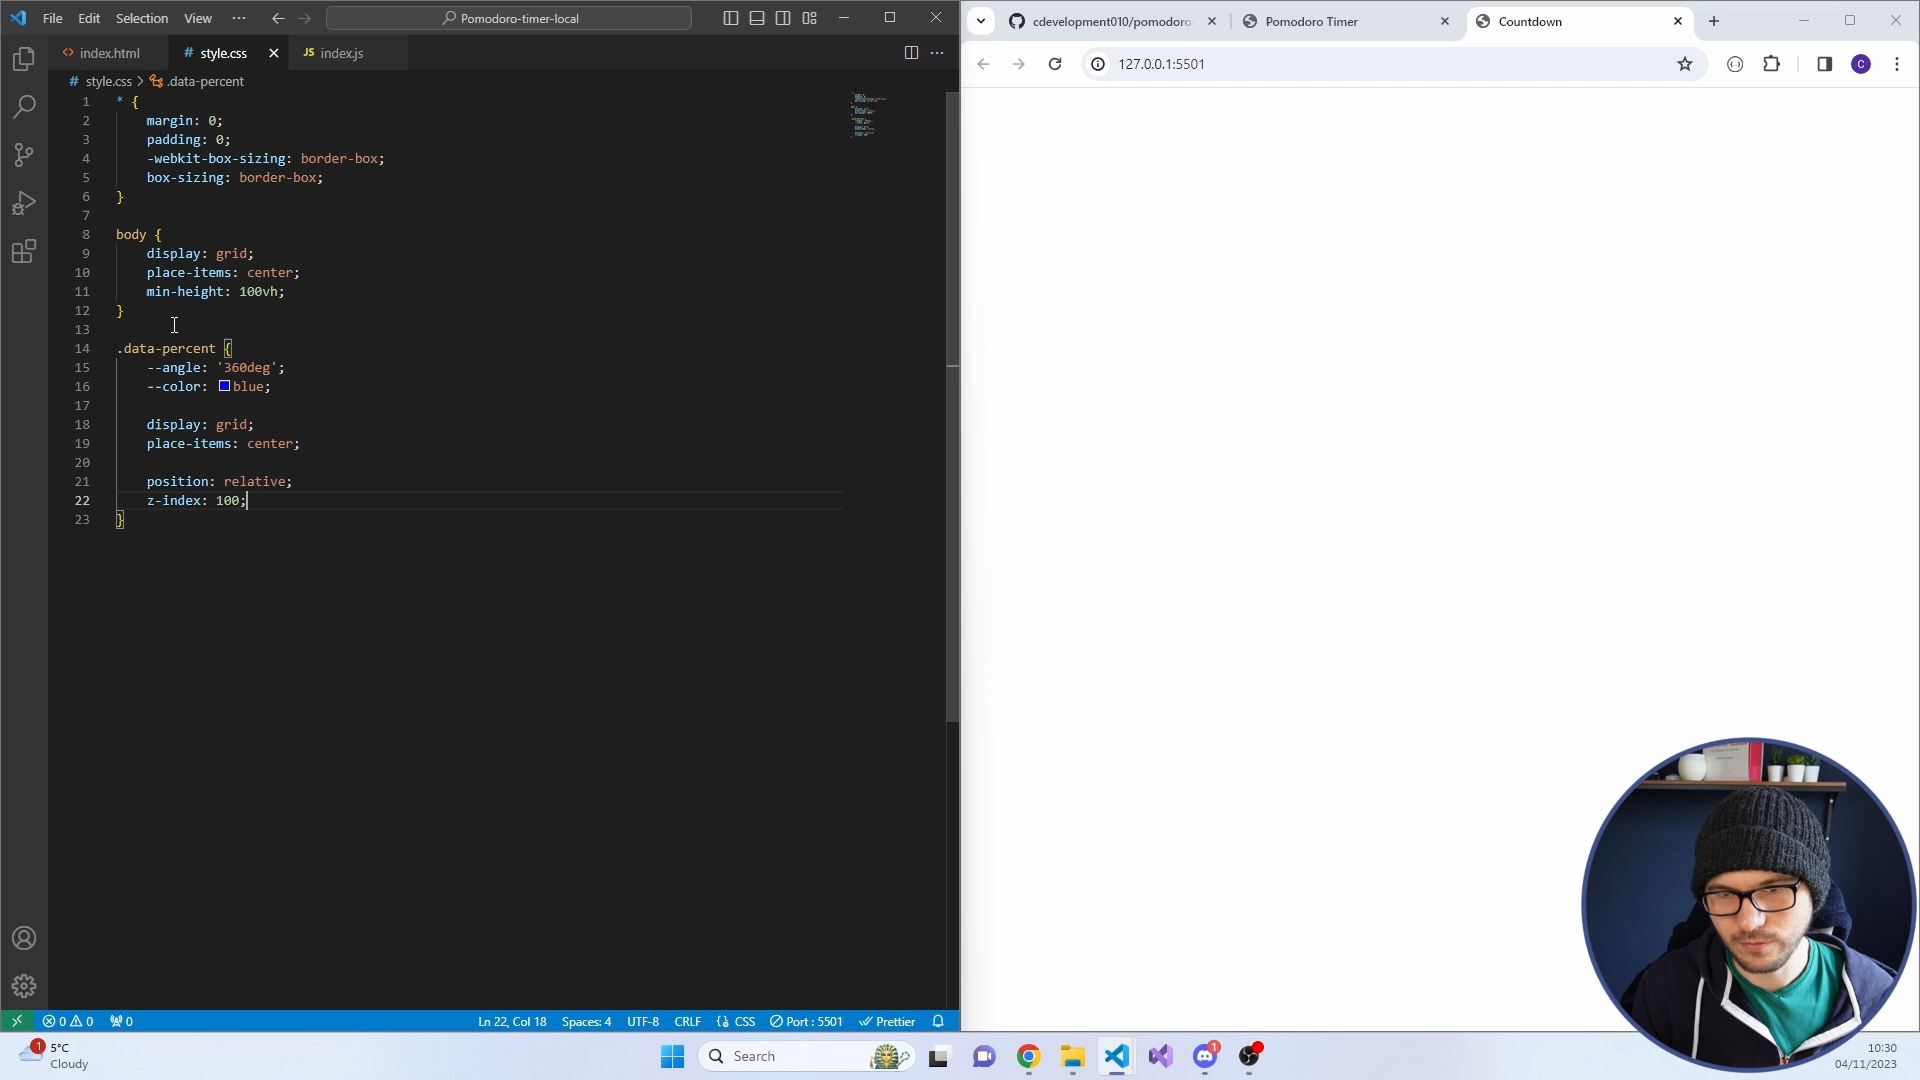 File Edit Selection View Pomodoro-timer-local
index.html style.css index.js
style.css > .data-percent
1 * {
2 margin: 0;
3 padding: 0;
4 -webkit-box-sizing: border-box;
5 box-sizing: border-box;
6 }
7
8 body {
9 display: grid;
10 place-items: center;
11 min-height: 100vh;
12 }
13
14 .data-percent {
15 --angle: '360deg';
16 --color: blue;
17
18 display: grid;
19 place-items: center;
20
21 position: relative;
22 z-index: 100;
23 }
0 0 0 Ln 22, Col 18 Spaces: 4 UTF-8 CRLF {} CSS Port : 5501 Prettier
cdevelopment010/pomodoro- Pomodoro Timer Countdown
127.0.0.1:5501 C
1 5°C
Cloudy
Search
1
10:30
04/11/2023